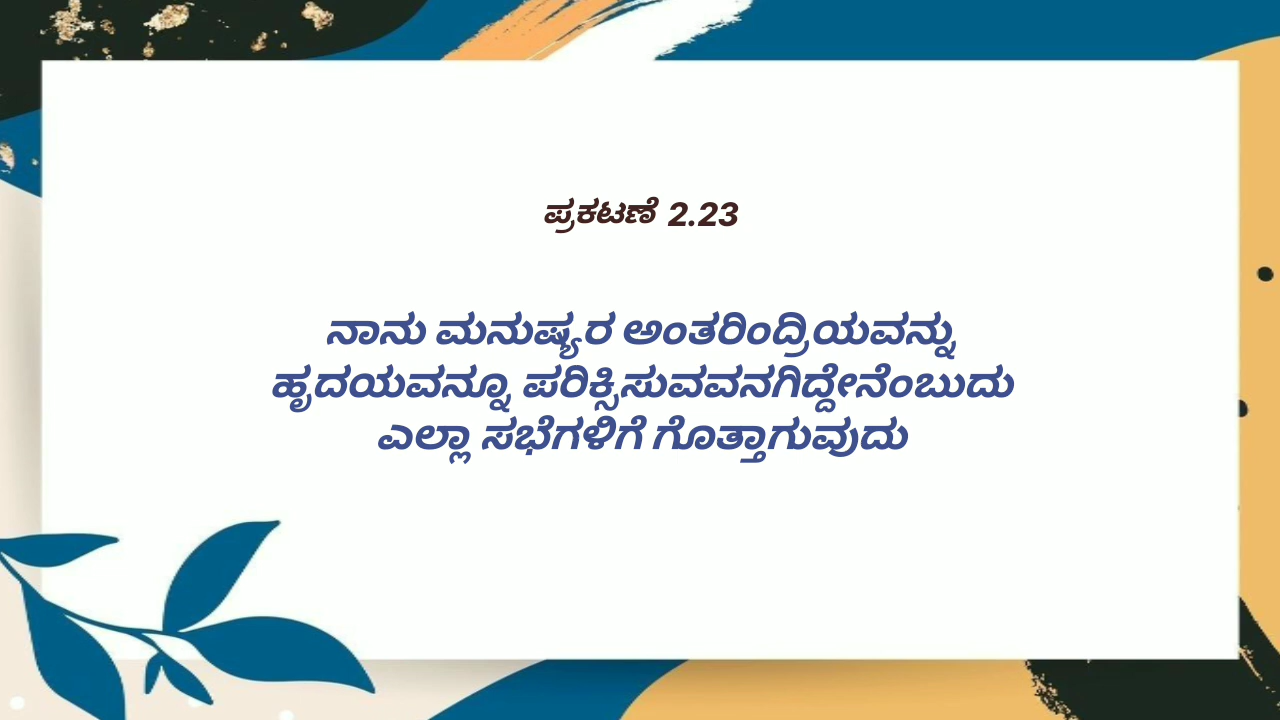 ಪ್ರಕಟಣೆ 2.23
ನಾನು ಮನುಷ್ಯರ ಅಂತರಿಂದ್ರಿಯವನ್ನು
ಹೃದಯವನ್ನೂ ಪರಿಕ್ಸಿಸುವವನಗಿದ್ದೇನೆಂಬುದು
ಎಲ್ಲಾ ಸಭೆಗಳಿಗೆ ಗೊತ್ತಾಗುವುದು